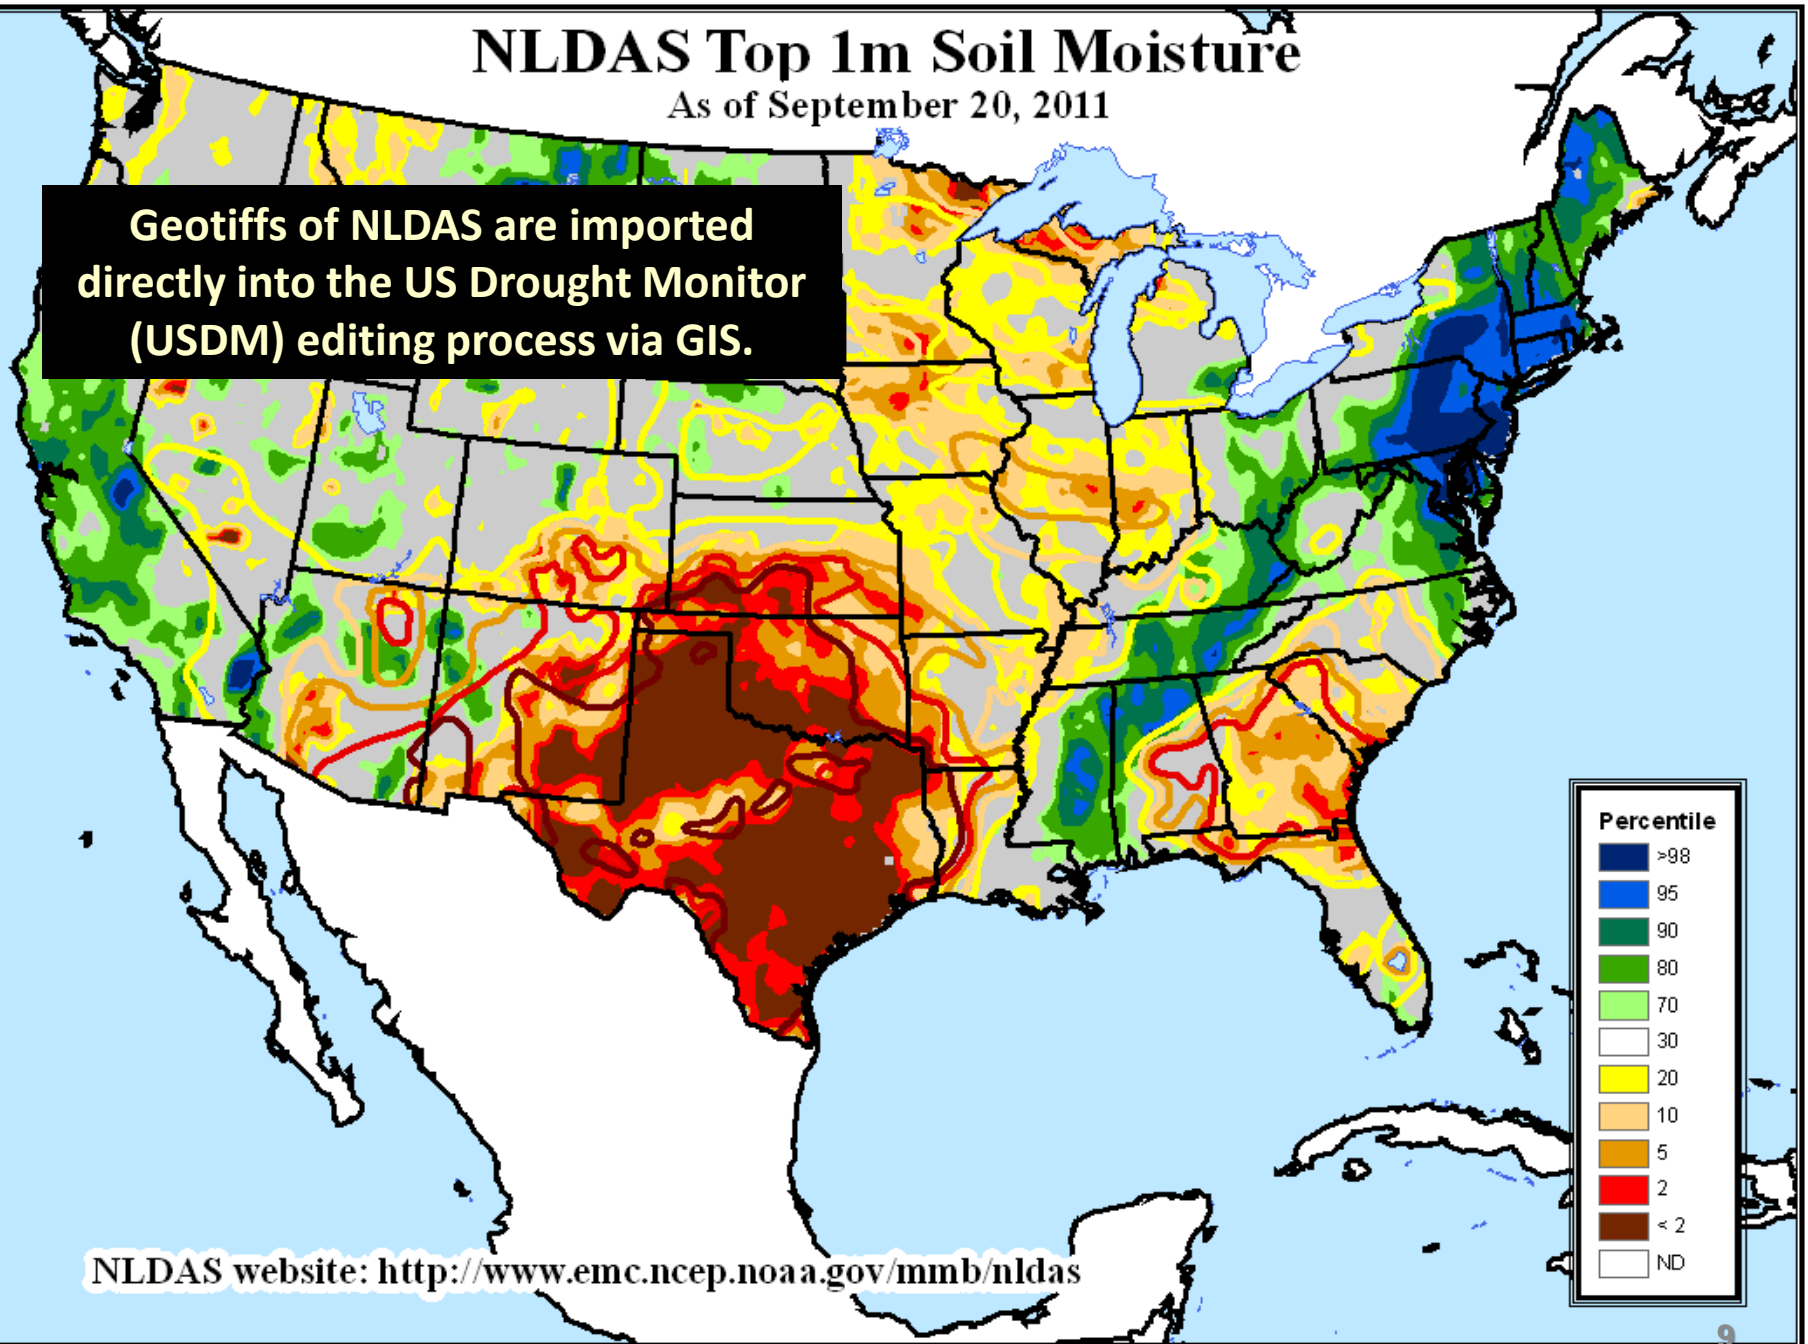 NLDAS Top 1m Soil Moisture
As of September 20, 2011
Geotiffs of NLDAS are imported
directly into the US Drought Monitor
(USDM) editing process via GIS.
Percentile
>98
95
90
80
70
30
20
10
5
2
< 2
ND
NLDAS website: http://www.emc.ncep.noaa.gov/mmb/nldas
9